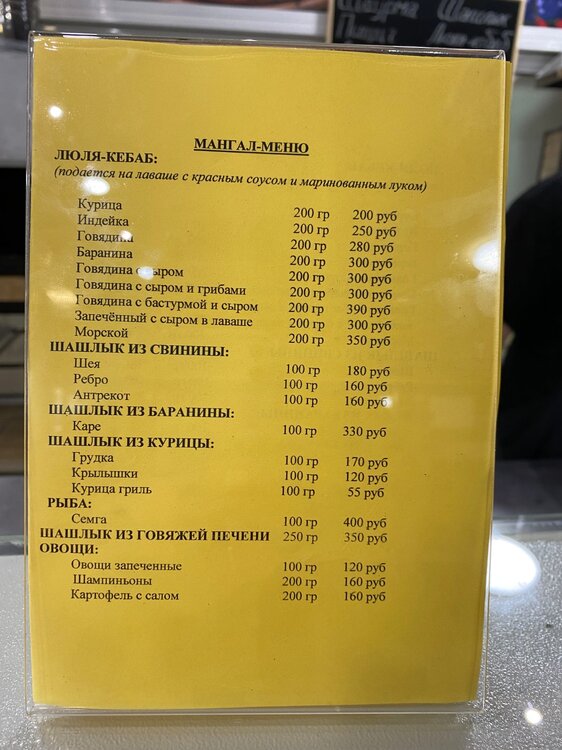 Шаурма Шашлык
Люля-кебаб
МАНГАЛ-МЕНЮ
ЛЮЛЯ-КЕБАБ:
(подается на лаваше с красным соусом и маринованным луком)
Курица 200 гр 200 руб
Индейка 200 гр 250 руб
Говядина 200 гр 280 руб
Баранина 200 гр 300 руб
Говядина с сыром 200 гр 300 руб
Говядина с сыром и грибами 200 гр 300 руб
Говядина с бастурмой и сыром 200 гр 390 руб
Запечённый с сыром в лаваше 200 гр 300 руб
Морской 200 гр 350 руб
ШАШЛЫК ИЗ СВИНИНЫ:
Шея 100 гр 180 руб
Ребро 100 гр 160 руб
Антрекот 100 гр 160 руб
ШАШЛЫК ИЗ БАРАНИНЫ:
Каре 100 гр 330 руб
ШАШЛЫК ИЗ КУРИЦЫ:
Грудка 100 гр 170 руб
Крылышки 100 гр 120 руб
Курица гриль 100 гр 55 руб
РЫБА:
Семга 100 гр 400 руб
ШАШЛЫК ИЗ ГОВЯЖЕЙ ПЕЧЕНИ 250 гр 350 руб
ОВОЩИ:
Овощи запеченные 100 гр 120 руб
Шампиньоны 200 гр 160 руб
Картофель с салом 200 гр 160 руб